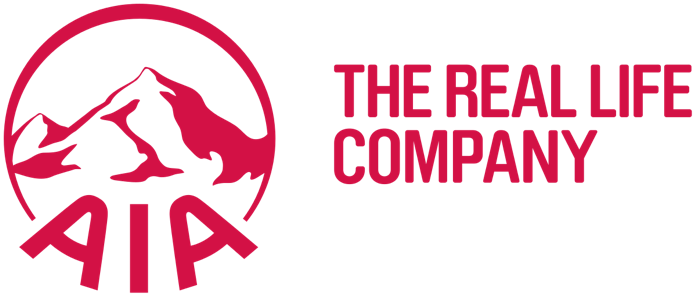 AIA
THE REAL LIFE
COMPANY